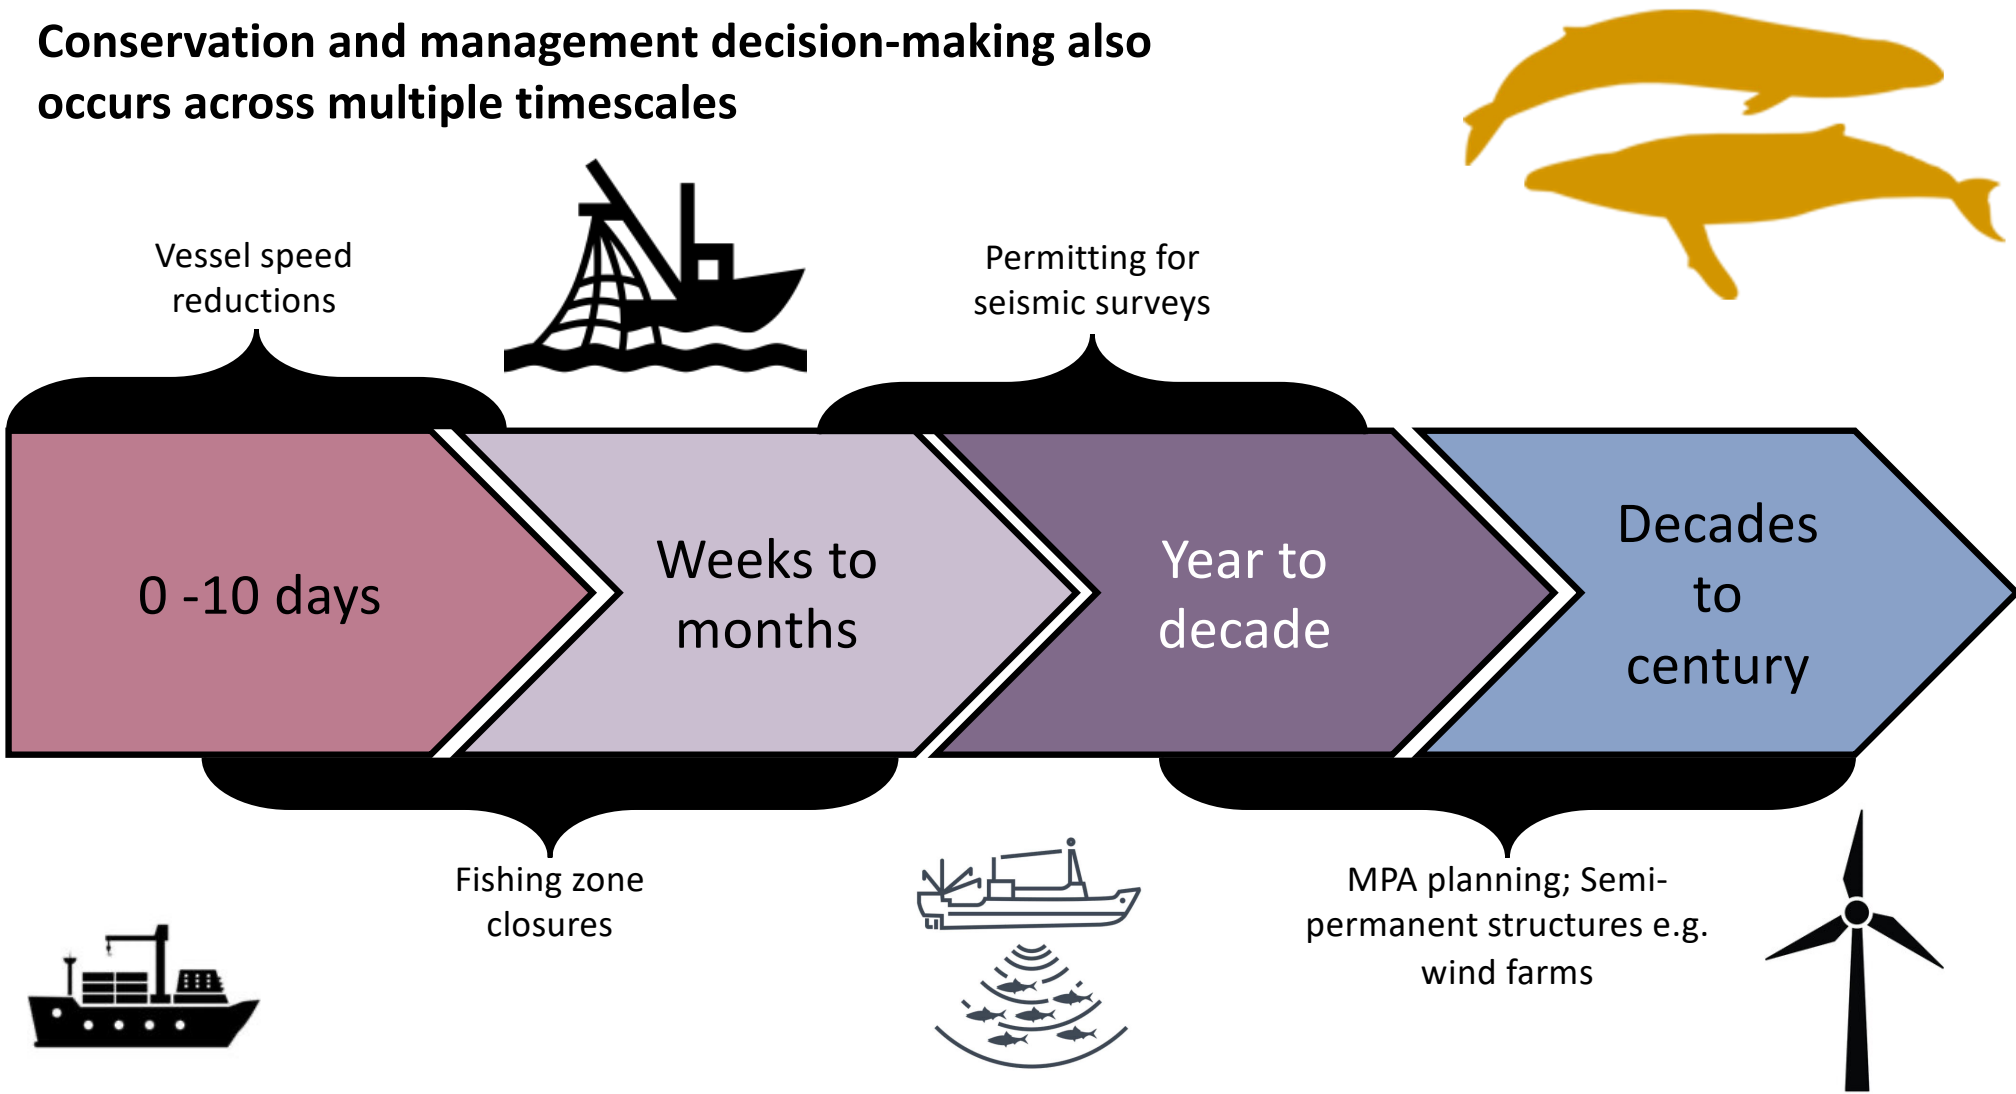 Conservation and management decision-making also
occurs across multiple timescales
Vessel speed
reductions
Permitting for
seismic surveys
0 -10 days
Weeks to
months
Year to
decade
Decades
to
century
Fishing zone
closures
MPA planning; Semi-
permanent structures e.g.
wind farms